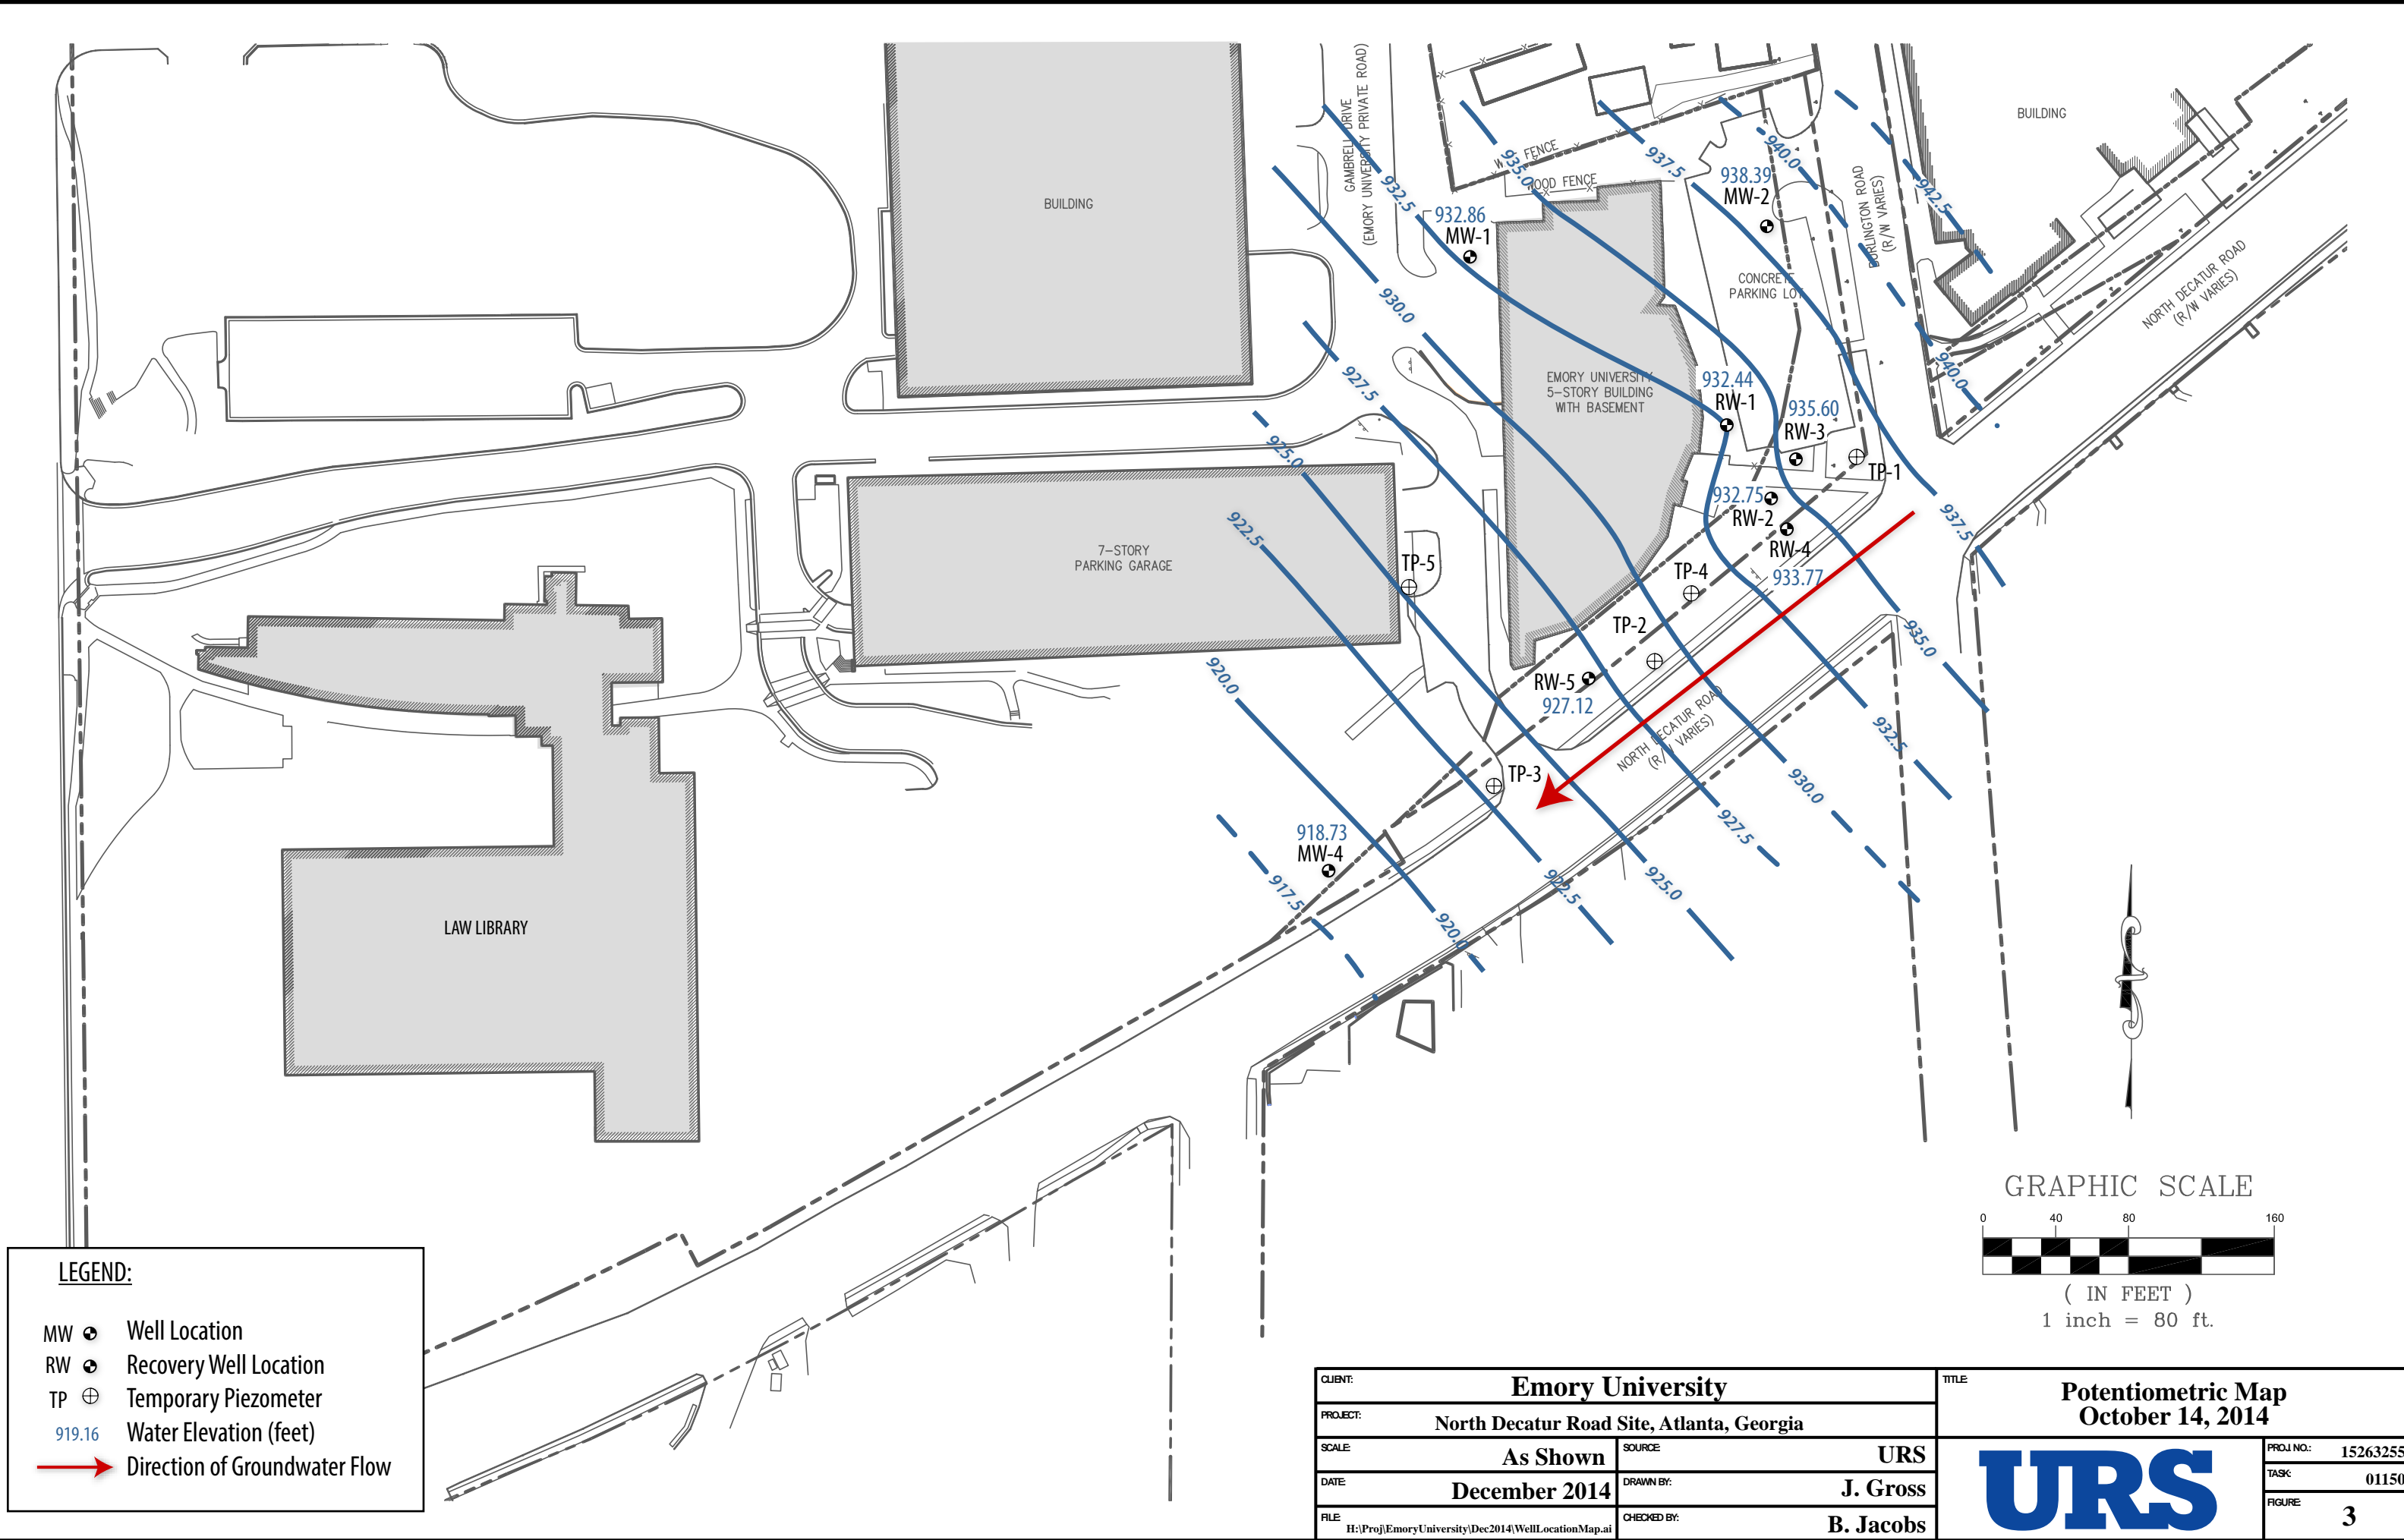 BUILDING
GAMBRELL DRIVE
(EMORY UNIVERSITY PRIVATE ROAD)
FENCE
WOOD FENCE
BUILDING
BURLINGTON ROAD
(R/W VARIES)
NORTH DECATUR ROAD
(R/W VARIES)
CONCRETE
PARKING LOT
EMORY UNIVERSITY
5-STORY BUILDING
WITH BASEMENT
7-STORY
PARKING GARAGE
LAW LIBRARY
NORTH DECATUR ROAD
(R/W VARIES)
932.5
935.0
937.5
940.0
942.5
930.0
927.5
925.0
922.5
920.0
917.5
940.0
937.5
935.0
932.5
930.0
927.5
925.0
922.5
920.0
932.86
MW-1
938.39
MW-2
932.44
RW-1
935.60
RW-3
TP-1
932.75
RW-2
RW-4
933.77
TP-5
TP-4
TP-2
RW-5
927.12
TP-3
918.73
MW-4
GRAPHIC SCALE
0 40 80 160
( IN FEET )
1 inch = 80 ft.
LEGEND:
MW Well Location
RW Recovery Well Location
TP Temporary Piezometer
919.16 Water Elevation (feet)
Direction of Groundwater Flow
CLIENT: Emory University
PROJECT: North Decatur Road Site, Atlanta, Georgia
SCALE: As Shown
SOURCE: URS
DATE: December 2014
DRAWN BY: J. Gross
FILE: H:\Proj\EmoryUniversity\Dec2014\WellLocationMap.ai
CHECKED BY: B. Jacobs
TITLE: Potentiometric Map
October 14, 2014
URS
PROJ. NO.: 15263255
TASK: 01150
FIGURE: 3